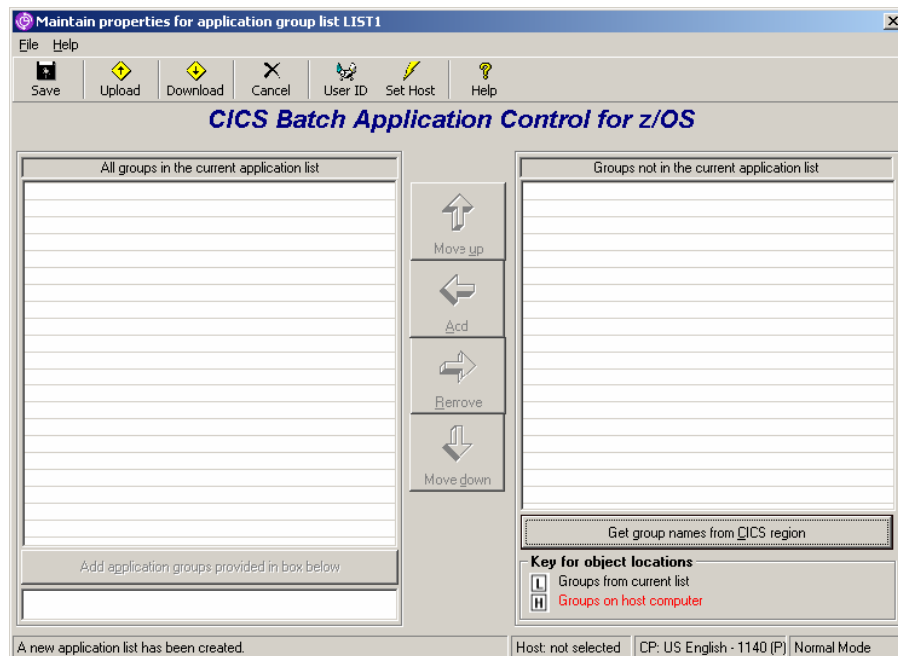 Maintain properties for application group list LIST1
File Help
Save Upload Download Cancel User ID Set Host Help
CICS Batch Application Control for z/OS
All groups in the current application list
Groups not in the current application list
Move up
Add
Remove
Move down
Get group names from CICS region
Add application groups provided in box below
Key for object locations
L Groups from current list
H Groups on host computer
A new application list has been created. Host: not selected CP: US English - 1140 (P) Normal Mode